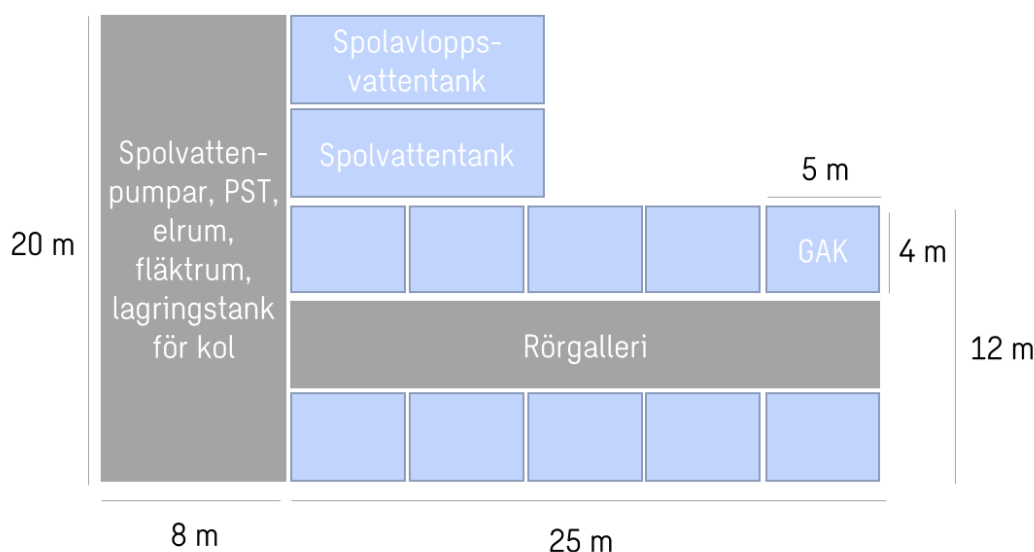 Spolavlopps-
vattentank
Spolvattentank
Spolvatten-
pumpar, PST,
elrum,
fläktrum,
lagringstank
för kol
5 m
20 m
GAK
4 m
Rörgalleri
12 m
8 m
25 m